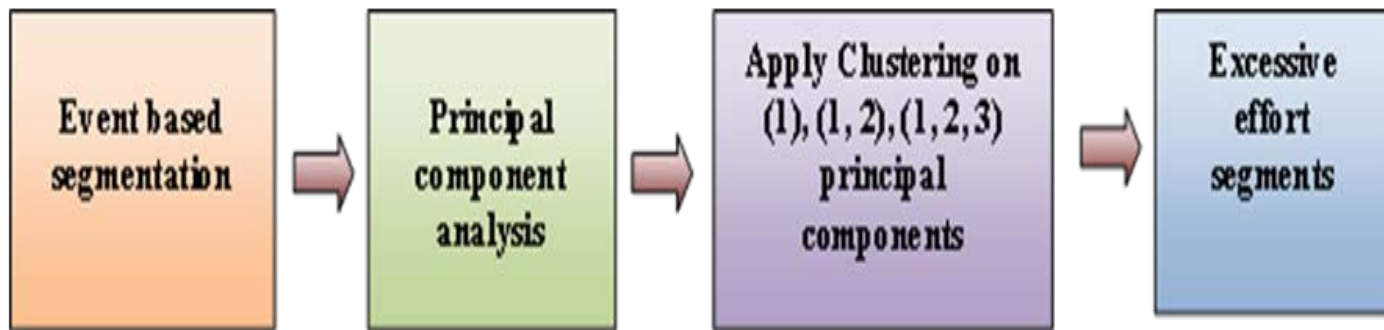 Event based
segmentation
Principal
component
analysis
Apply Clustering on
(1), (1, 2), (1, 2, 3)
principal
components
Excessive
effort
segments